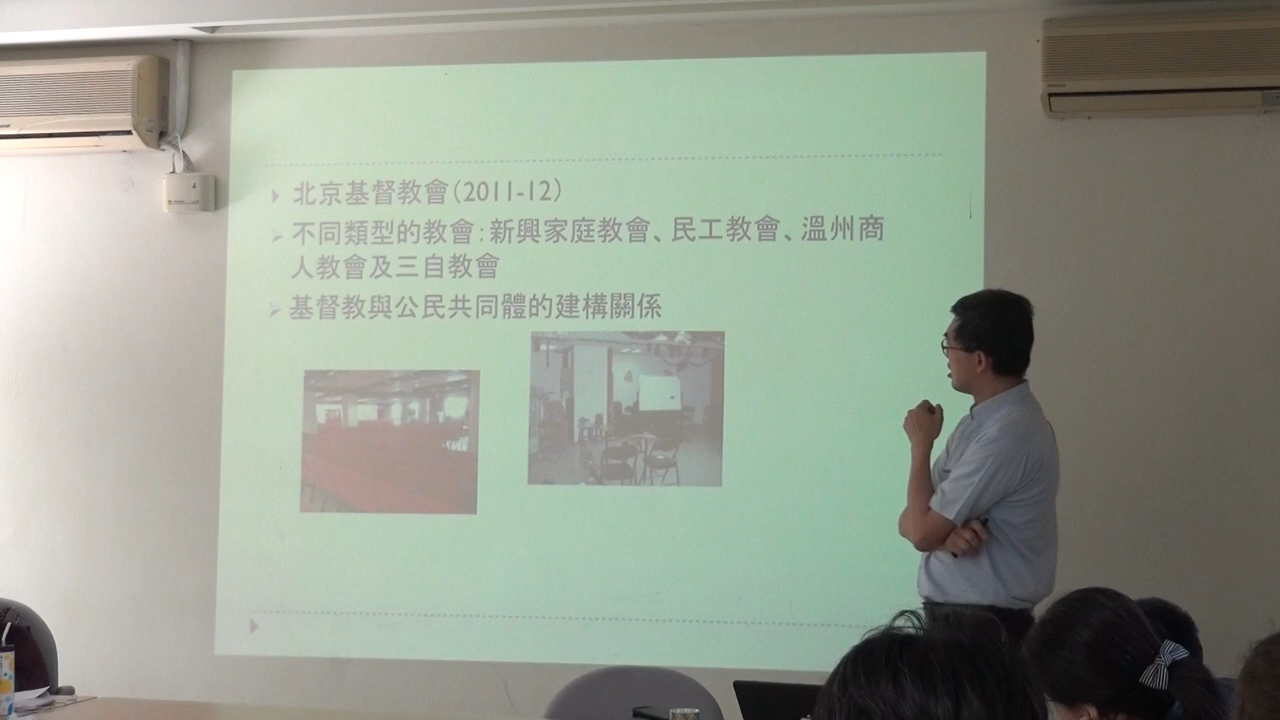 北京基督教會(2011-12)
不同類型的教會:新興家庭教會、民工教會、溫州商
人教會及三自教會
基督教與公民共同體的建構關係